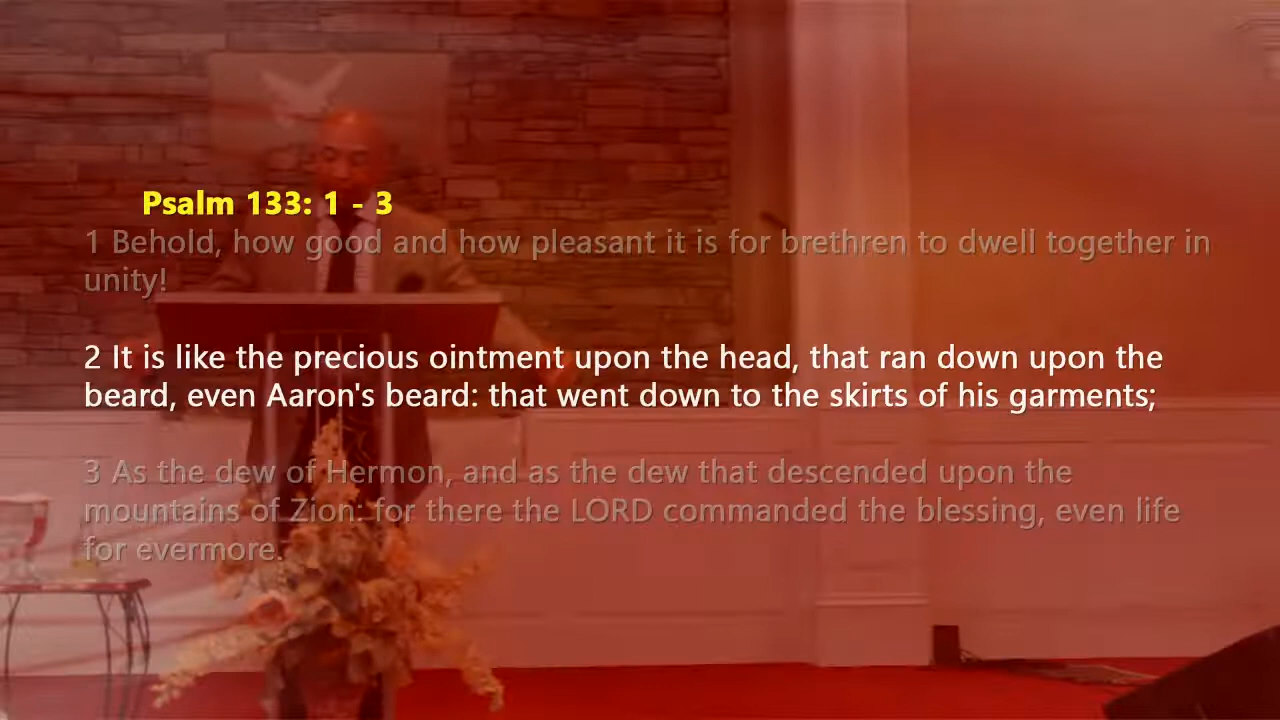 Psalm 133: 1 - 3
1 Behold, how good and how pleasant it is for brethren to dwell together in
unity!
2 It is like the precious ointment upon the head, that ran down upon the
beard, even Aaron's beard: that went down to the skirts of his garments;
3 As the dew of Hermon, and as the dew that descended upon the
mountains of Zion: for there the LORD commanded the blessing, even life
for evermore.